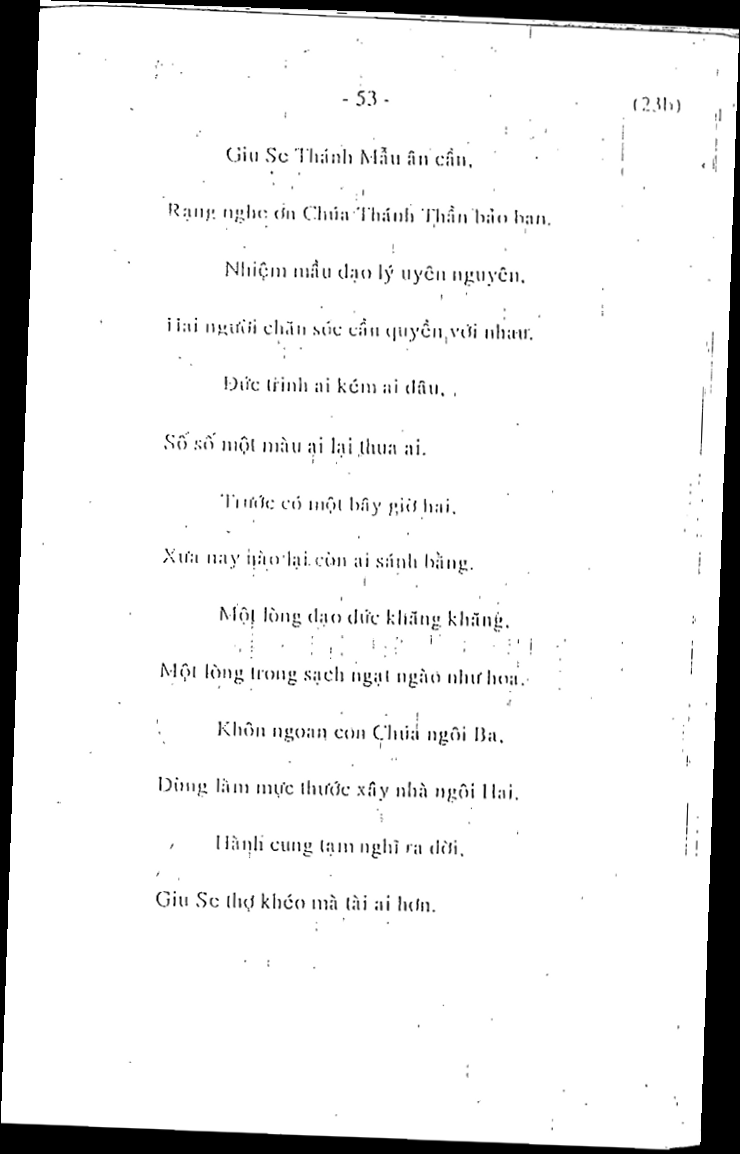 - 53 -
(23b)
Giu Se Thánh Mẫu ân cần,
Rạng nghe ơn Chúa Thánh Thần bảo ban.
Nhiệm mầu đạo lý uyên nguyên,
Hai người chăn sóc cầm quyền với nhau.
Đức trinh ai kém ai đâu,
Số số một màu ai lại thua ai.
Trước có một bây giờ hai,
Xưa nay nào lại còn ai sánh bằng.
Một lòng đạo đức khăng khăng,
Một lòng trong sạch ngạt ngào như hoa.
Khôn ngoan con Chúa ngôi Ba,
Dùng làm mực thước xây nhà ngôi Hai.
Hành cung tạm nghĩ ra đời,
Giu Se thợ khéo mà tài ai hơn.